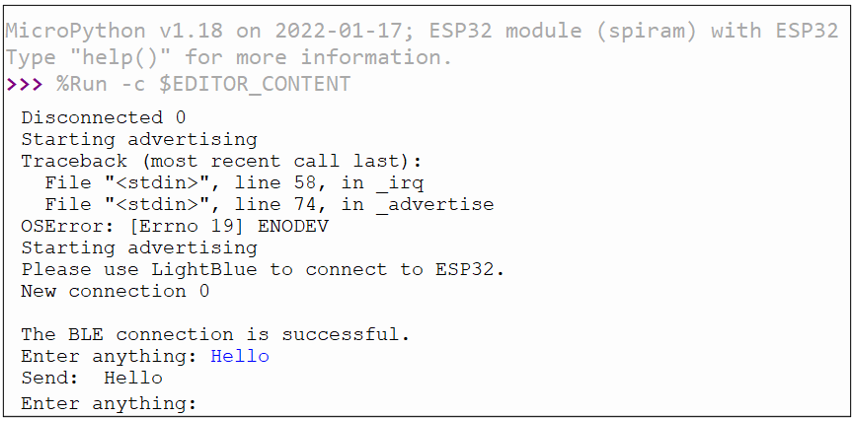 MicroPython v1.18 on 2022-01-17; ESP32 module (spiram) with ESP32
Type "help()" for more information.
>>> %Run -c $EDITOR_CONTENT
Disconnected 0
Starting advertising
Traceback (most recent call last):
  File "<stdin>", line 58, in _irq
  File "<stdin>", line 74, in _advertise
OSError: [Errno 19] ENODEV
Starting advertising
Please use LightBlue to connect to ESP32.
New connection 0
The BLE connection is successful.
Enter anything: Hello
Send:  Hello
Enter anything: